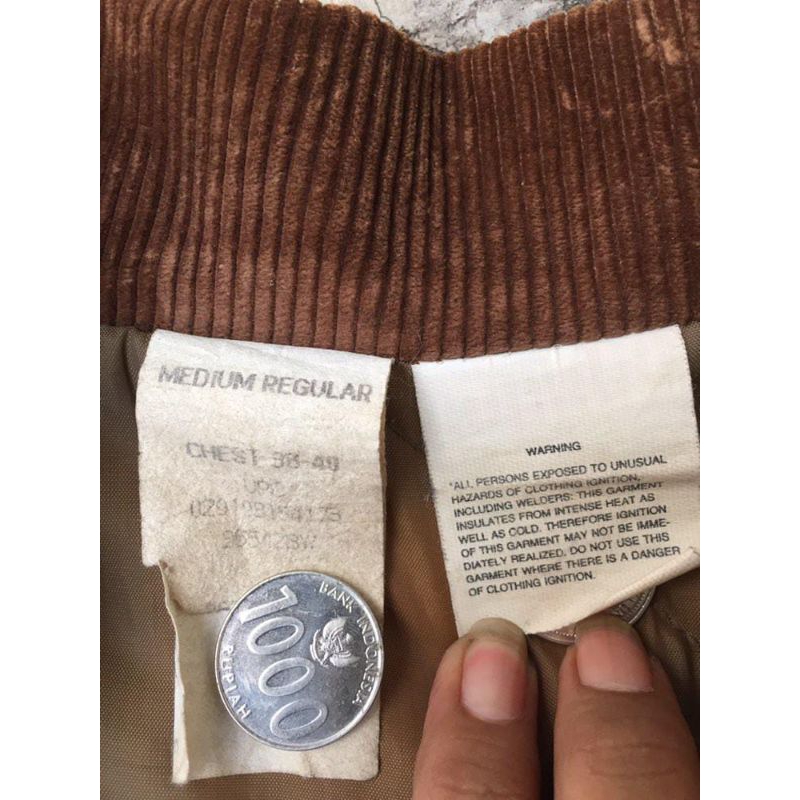 MEDIUM REGULAR
CHEST 38-40
UPC
WARNING
"ALL PERSONS EXPOSED TO UNUSUAL
HAZARDS OF CLOTHING IGNITION,
INCLUDING WELDERS: THIS GARMENT
INSULATES FROM INTENSE HEAT AS
WELL AS COLD. THEREFORE IGNITION
OF THIS GARMENT MAY NOT BE IMME-
DIATELY REALIZED. DO NOT USE THIS
GARMENT WHERE THERE IS A DANGER
OF CLOTHING IGNITION.
BANK INDONESIA
1000
RUPIAH